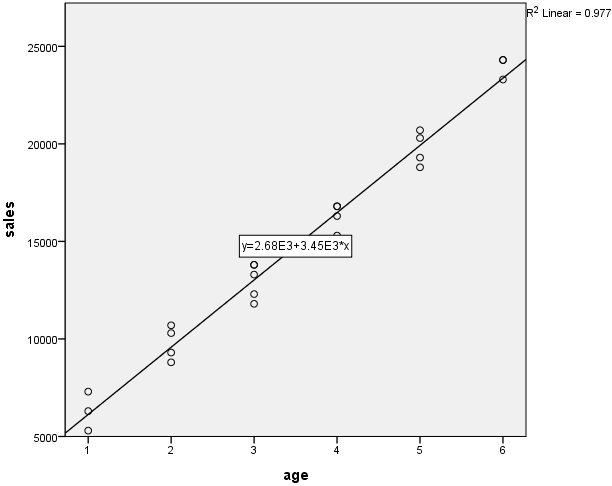 R2 Linear = 0.977
25000
20000
sales
15000
y=2.68E3+3.45E3*x
10000
5000
1 2 3 4 5 6
age